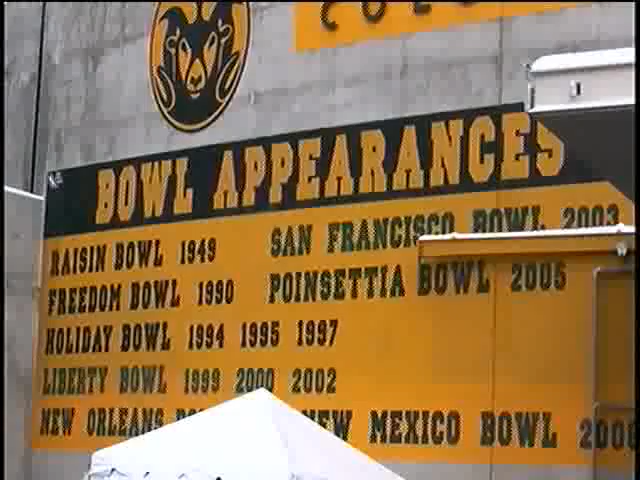 BOWL APPEARANCES
RAISIN BOWL 1949
FREEDOM BOWL 1990
HOLIDAY BOWL 1994 1995 1997
LIBERTY BOWL 1999 2000 2002
NEW ORLEANS
SAN FRANCISCO BOWL 2003
POINSETTIA BOWL 2005
NEW MEXICO BOWL